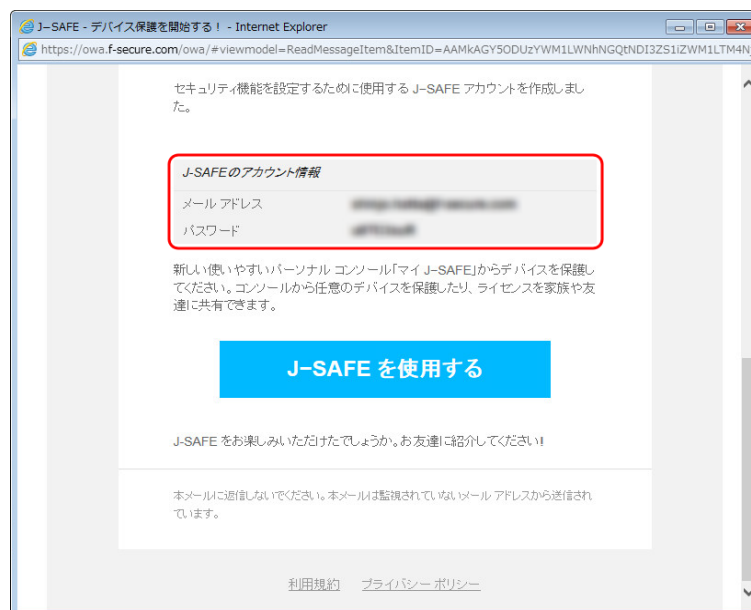 J-SAFE - デバイス保護を開始する！ - Internet Explorer
https://owa.f-secure.com/owa/#viewmodel=ReadMessageItem&ItemID=AAMkAGY5ODUzYWM1LWNhNGQtNDI3ZS1iZWM1LTM4N
セキュリティ機能を設定するために使用する J-SAFE アカウントを作成しまし
た。
J-SAFEのアカウント情報
メール アドレス
パスワード
新しい使いやすいパーソナル コンソール「マイ J-SAFE」からデバイスを保護し
てください。コンソールから任意のデバイスを保護したり、ライセンスを家族や友
達に共有できます。
J-SAFE を使用する
J-SAFE をお楽しみいただけたでしょうか。お友達に紹介してください!
本メールに返信しないでください。本メールは監視されていないメール アドレスから送信され
ています。
利用規約 プライバシー ポリシー